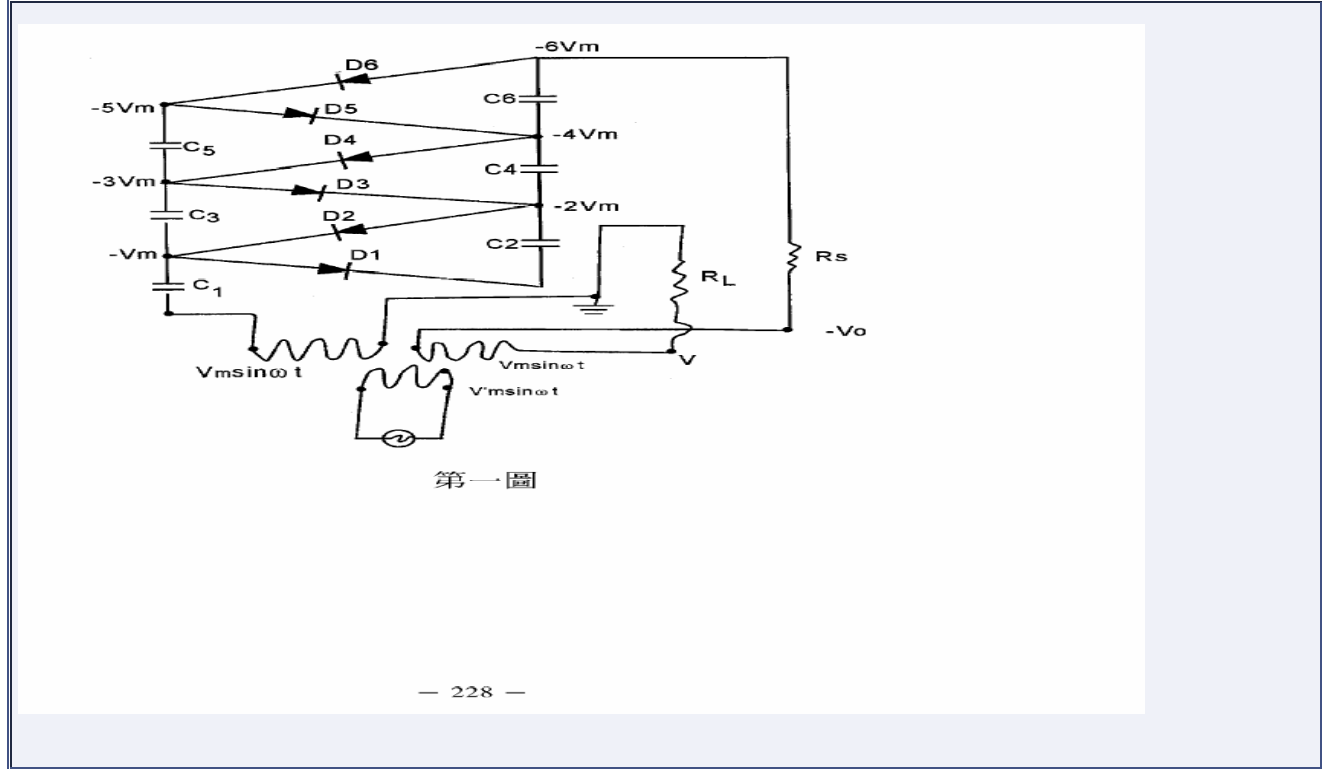 -6Vm
D6
C6
-5Vm
D5
-4Vm
D4
C5
C4
-3Vm
D3
-2Vm
C3
D2
C2
-Vm
D1
Rs
RL
C1
-Vo
V
Vmsinωt
Vmsinω t
V'msinωt
第一圖
— 228 —